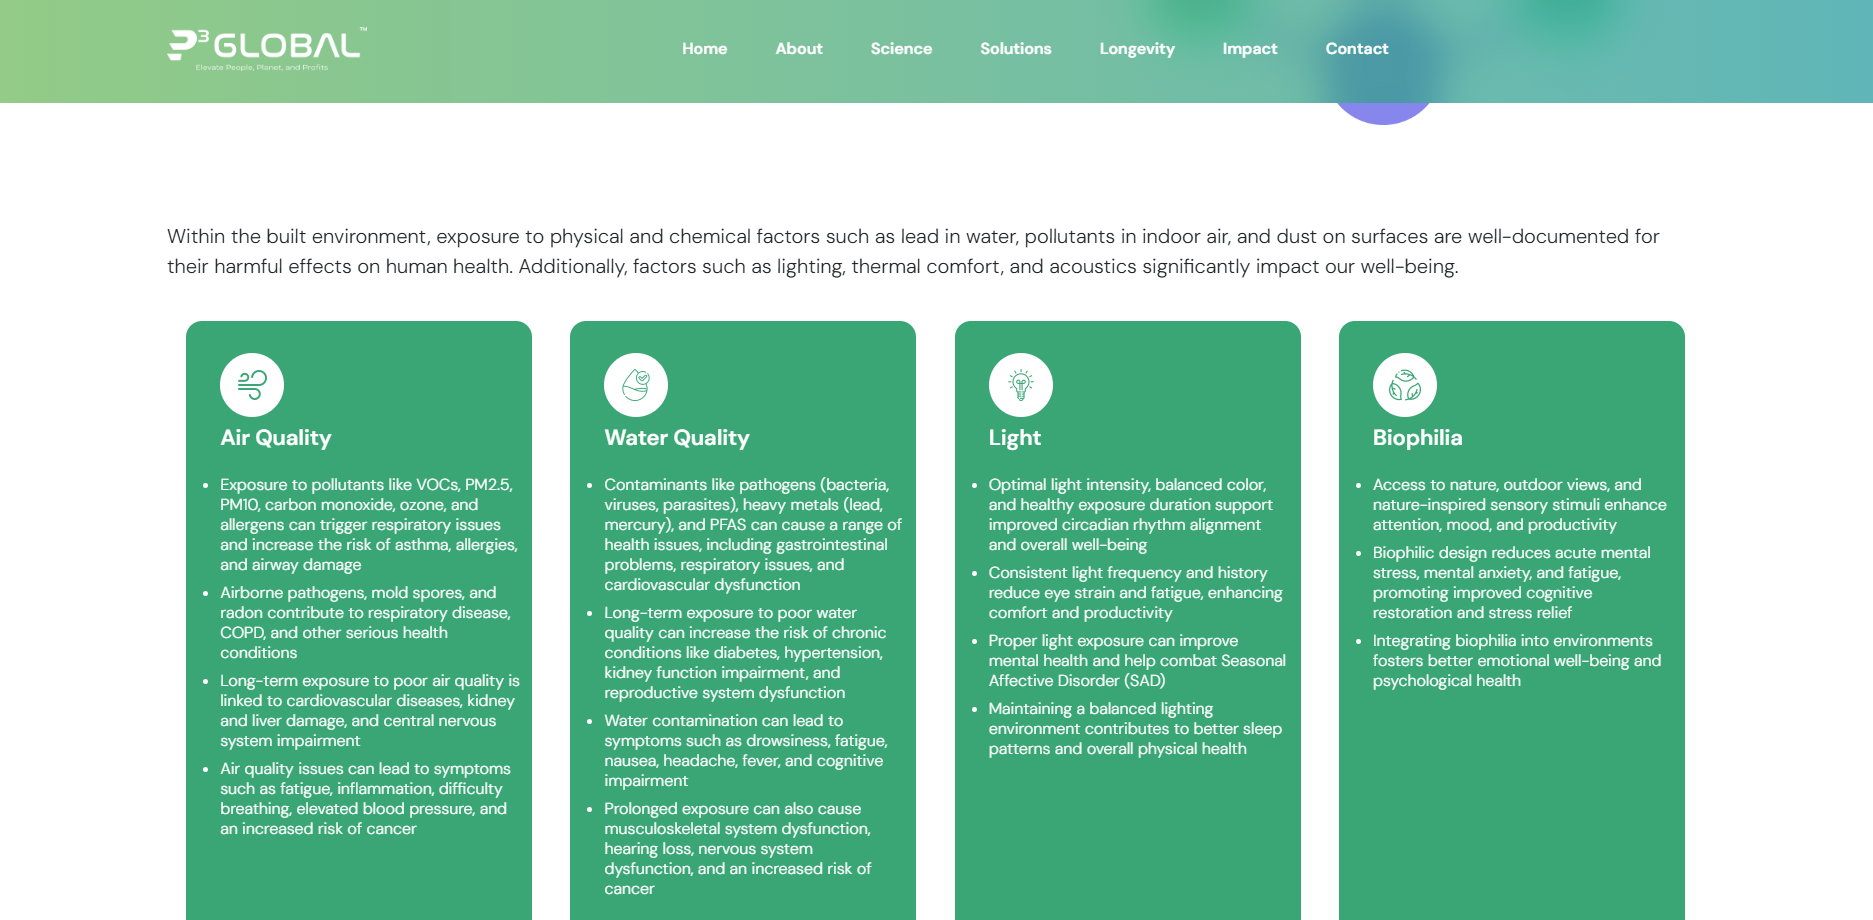 P³ GLOBAL™
Elevate People, Planet, and Profits
Home About Science Solutions Longevity Impact Contact
Within the built environment, exposure to physical and chemical factors such as lead in water, pollutants in indoor air, and dust on surfaces are well-documented for
their harmful effects on human health. Additionally, factors such as lighting, thermal comfort, and acoustics significantly impact our well-being.
Air Quality
• Exposure to pollutants like VOCs, PM2.5,
PM10, carbon monoxide, ozone, and
allergens can trigger respiratory issues
and increase the risk of asthma, allergies,
and airway damage
• Airborne pathogens, mold spores, and
radon contribute to respiratory disease,
COPD, and other serious health
conditions
• Long-term exposure to poor air quality is
linked to cardiovascular diseases, kidney
and liver damage, and central nervous
system impairment
• Air quality issues can lead to symptoms
such as fatigue, inflammation, difficulty
breathing, elevated blood pressure, and
an increased risk of cancer
Water Quality
• Contaminants like pathogens (bacteria,
viruses, parasites), heavy metals (lead,
mercury), and PFAS can cause a range of
health issues, including gastrointestinal
problems, respiratory issues, and
cardiovascular dysfunction
• Long-term exposure to poor water
quality can increase the risk of chronic
conditions like diabetes, hypertension,
kidney function impairment, and
reproductive system dysfunction
• Water contamination can lead to
symptoms such as drowsiness, fatigue,
nausea, headache, fever, and cognitive
impairment
• Prolonged exposure can also cause
musculoskeletal system dysfunction,
hearing loss, nervous system
dysfunction, and an increased risk of
cancer
Light
• Optimal light intensity, balanced color,
and healthy exposure duration support
improved circadian rhythm alignment
and overall well-being
• Consistent light frequency and history
reduce eye strain and fatigue, enhancing
comfort and productivity
• Proper light exposure can improve
mental health and help combat Seasonal
Affective Disorder (SAD)
• Maintaining a balanced lighting
environment contributes to better sleep
patterns and overall physical health
Biophilia
• Access to nature, outdoor views, and
nature-inspired sensory stimuli enhance
attention, mood, and productivity
• Biophilic design reduces acute mental
stress, mental anxiety, and fatigue,
promoting improved cognitive
restoration and stress relief
• Integrating biophilia into environments
fosters better emotional well-being and
psychological health